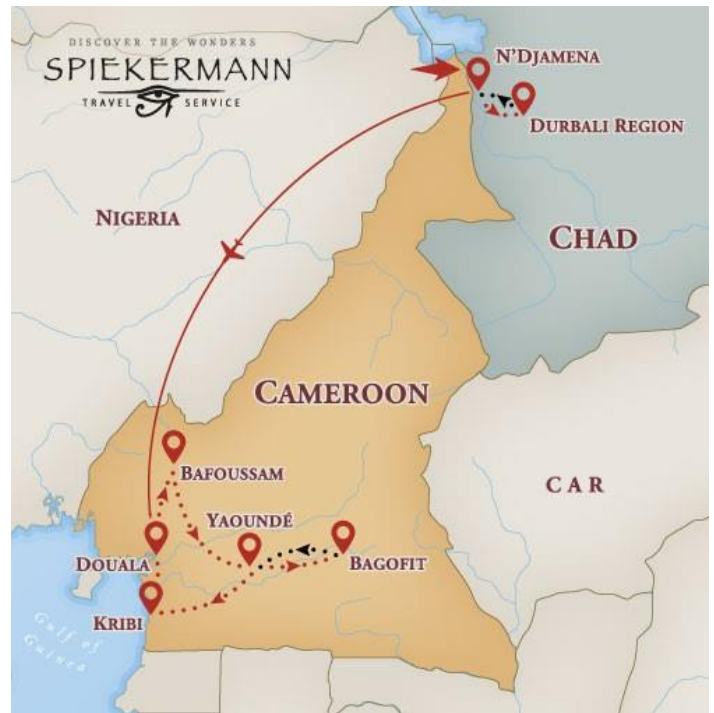 DISCOVER THE WONDERS
SPIEKERMANN
TRAVEL SERVICE
N'DJAMENA
DURBALI REGION
NIGERIA
CHAD
CAMEROON
BAFOUSSAM
CAR
YAOUNDÉ
DOUALA
BAGOFIT
KRIBI
Gulf of
Guinea